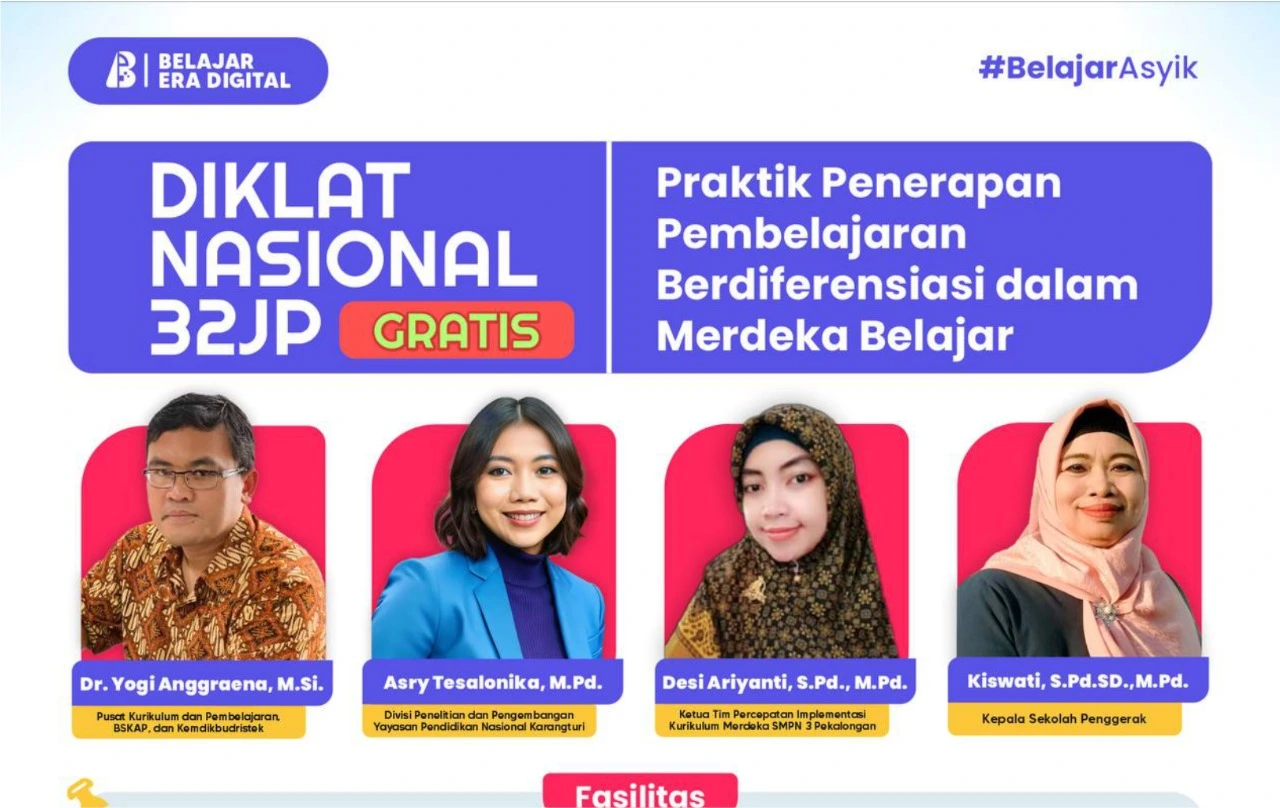 BELAJAR
ERA DIGITAL
#BelajarAsyik
DIKLAT
NASIONAL
32JP GRATIS
Praktik Penerapan
Pembelajaran
Berdiferensiasi dalam
Merdeka Belajar
Dr. Yogi Anggraena, M.Si.
Pusat Kurikulum dan Pembelajaran,
BSKAP, dan Kemdikbudristek
Asry Tesalonika, M.Pd.
Divisi Penelitian dan Pengembangan
Yayasan Pendidikan Nasional Karangturi
Desi Ariyanti, S.Pd., M.Pd.
Ketua Tim Percepatan Implementasi
Kurikulum Merdeka SMPN 3 Pekalongan
Kiswati, S.Pd.SD.,M.Pd.
Kepala Sekolah Penggerak
Fasilitas